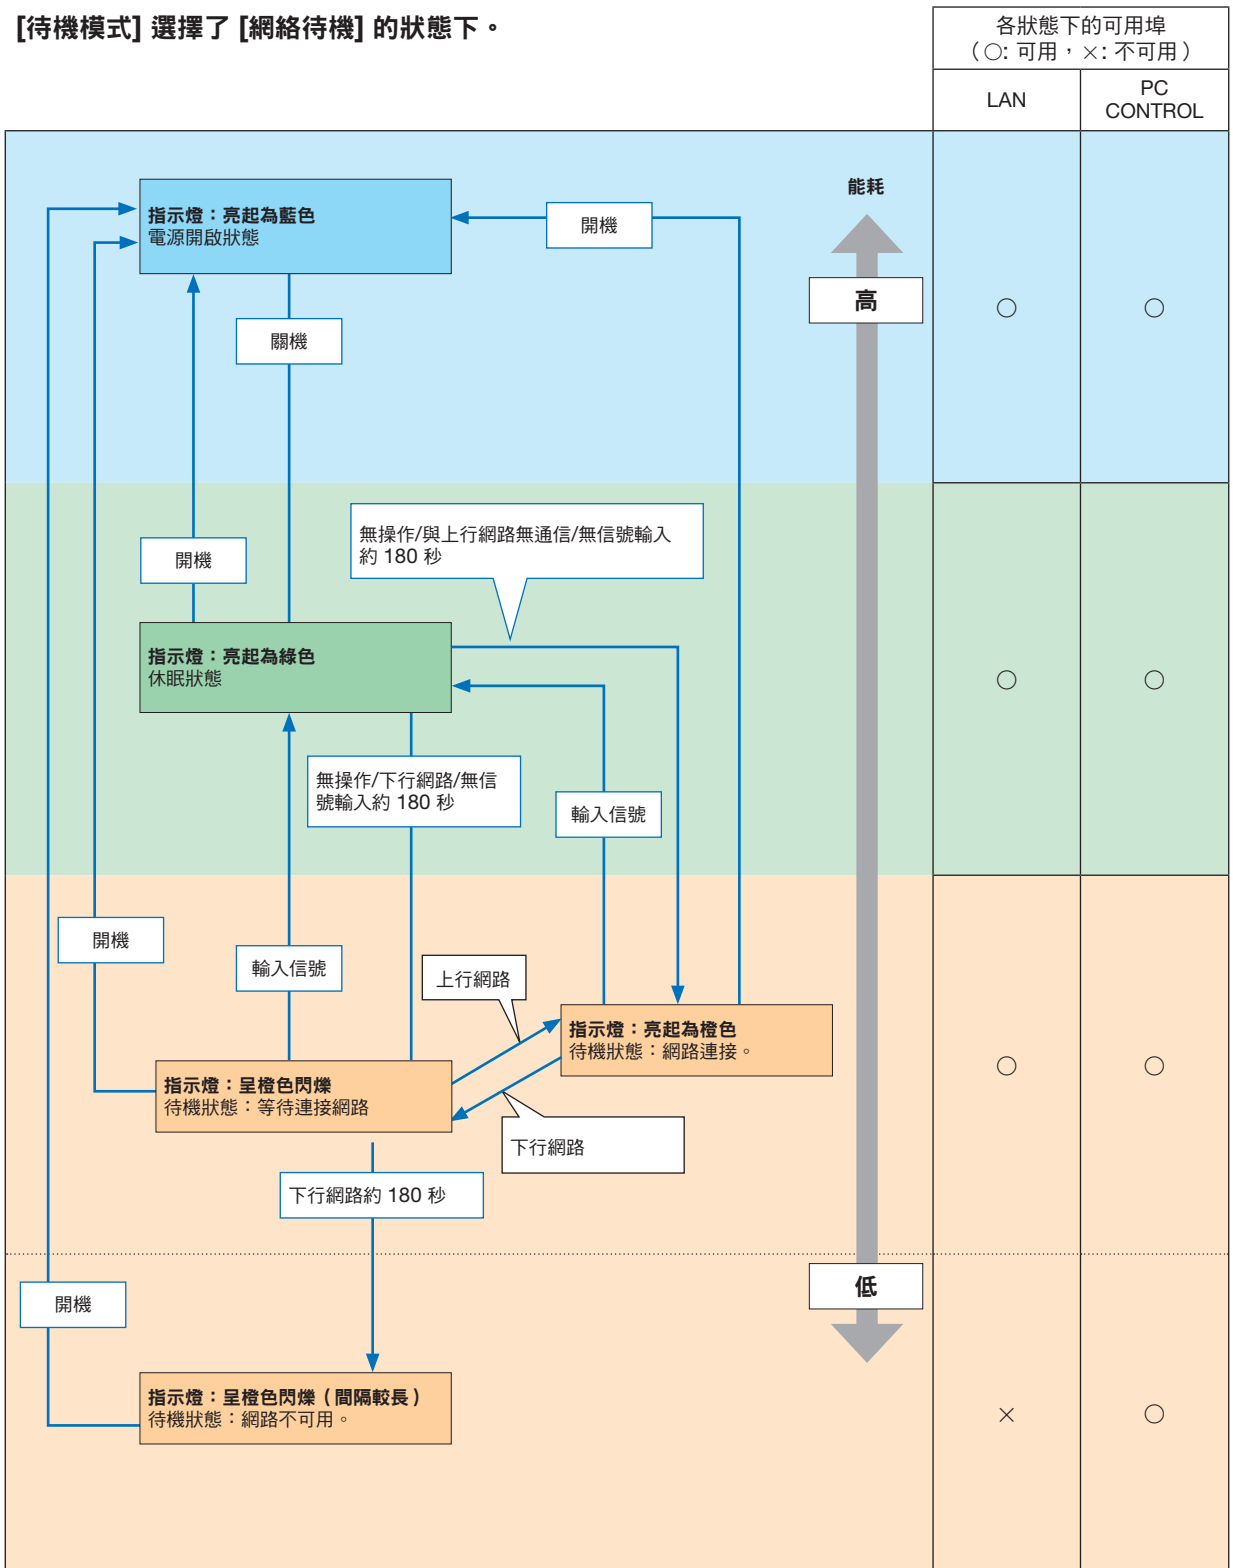 [待機模式] 選擇了 [網絡待機] 的狀態下。
各狀態下的可用埠
（○: 可用，×: 不可用）
LAN
PC
CONTROL
能耗
指示燈：亮起為藍色
電源開啟狀態
開機
高
○
○
關機
無操作/與上行網路無通信/無信號輸入
約 180 秒
開機
指示燈：亮起為綠色
休眠狀態
○
○
無操作/下行網路/無信
號輸入約 180 秒
輸入信號
開機
輸入信號
上行網路
指示燈：亮起為橙色
待機狀態：網路連接。
○
○
指示燈：呈橙色閃爍
待機狀態：等待連接網路
下行網路
下行網路約 180 秒
低
開機
指示燈：呈橙色閃爍（間隔較長）
待機狀態：網路不可用。
×
○